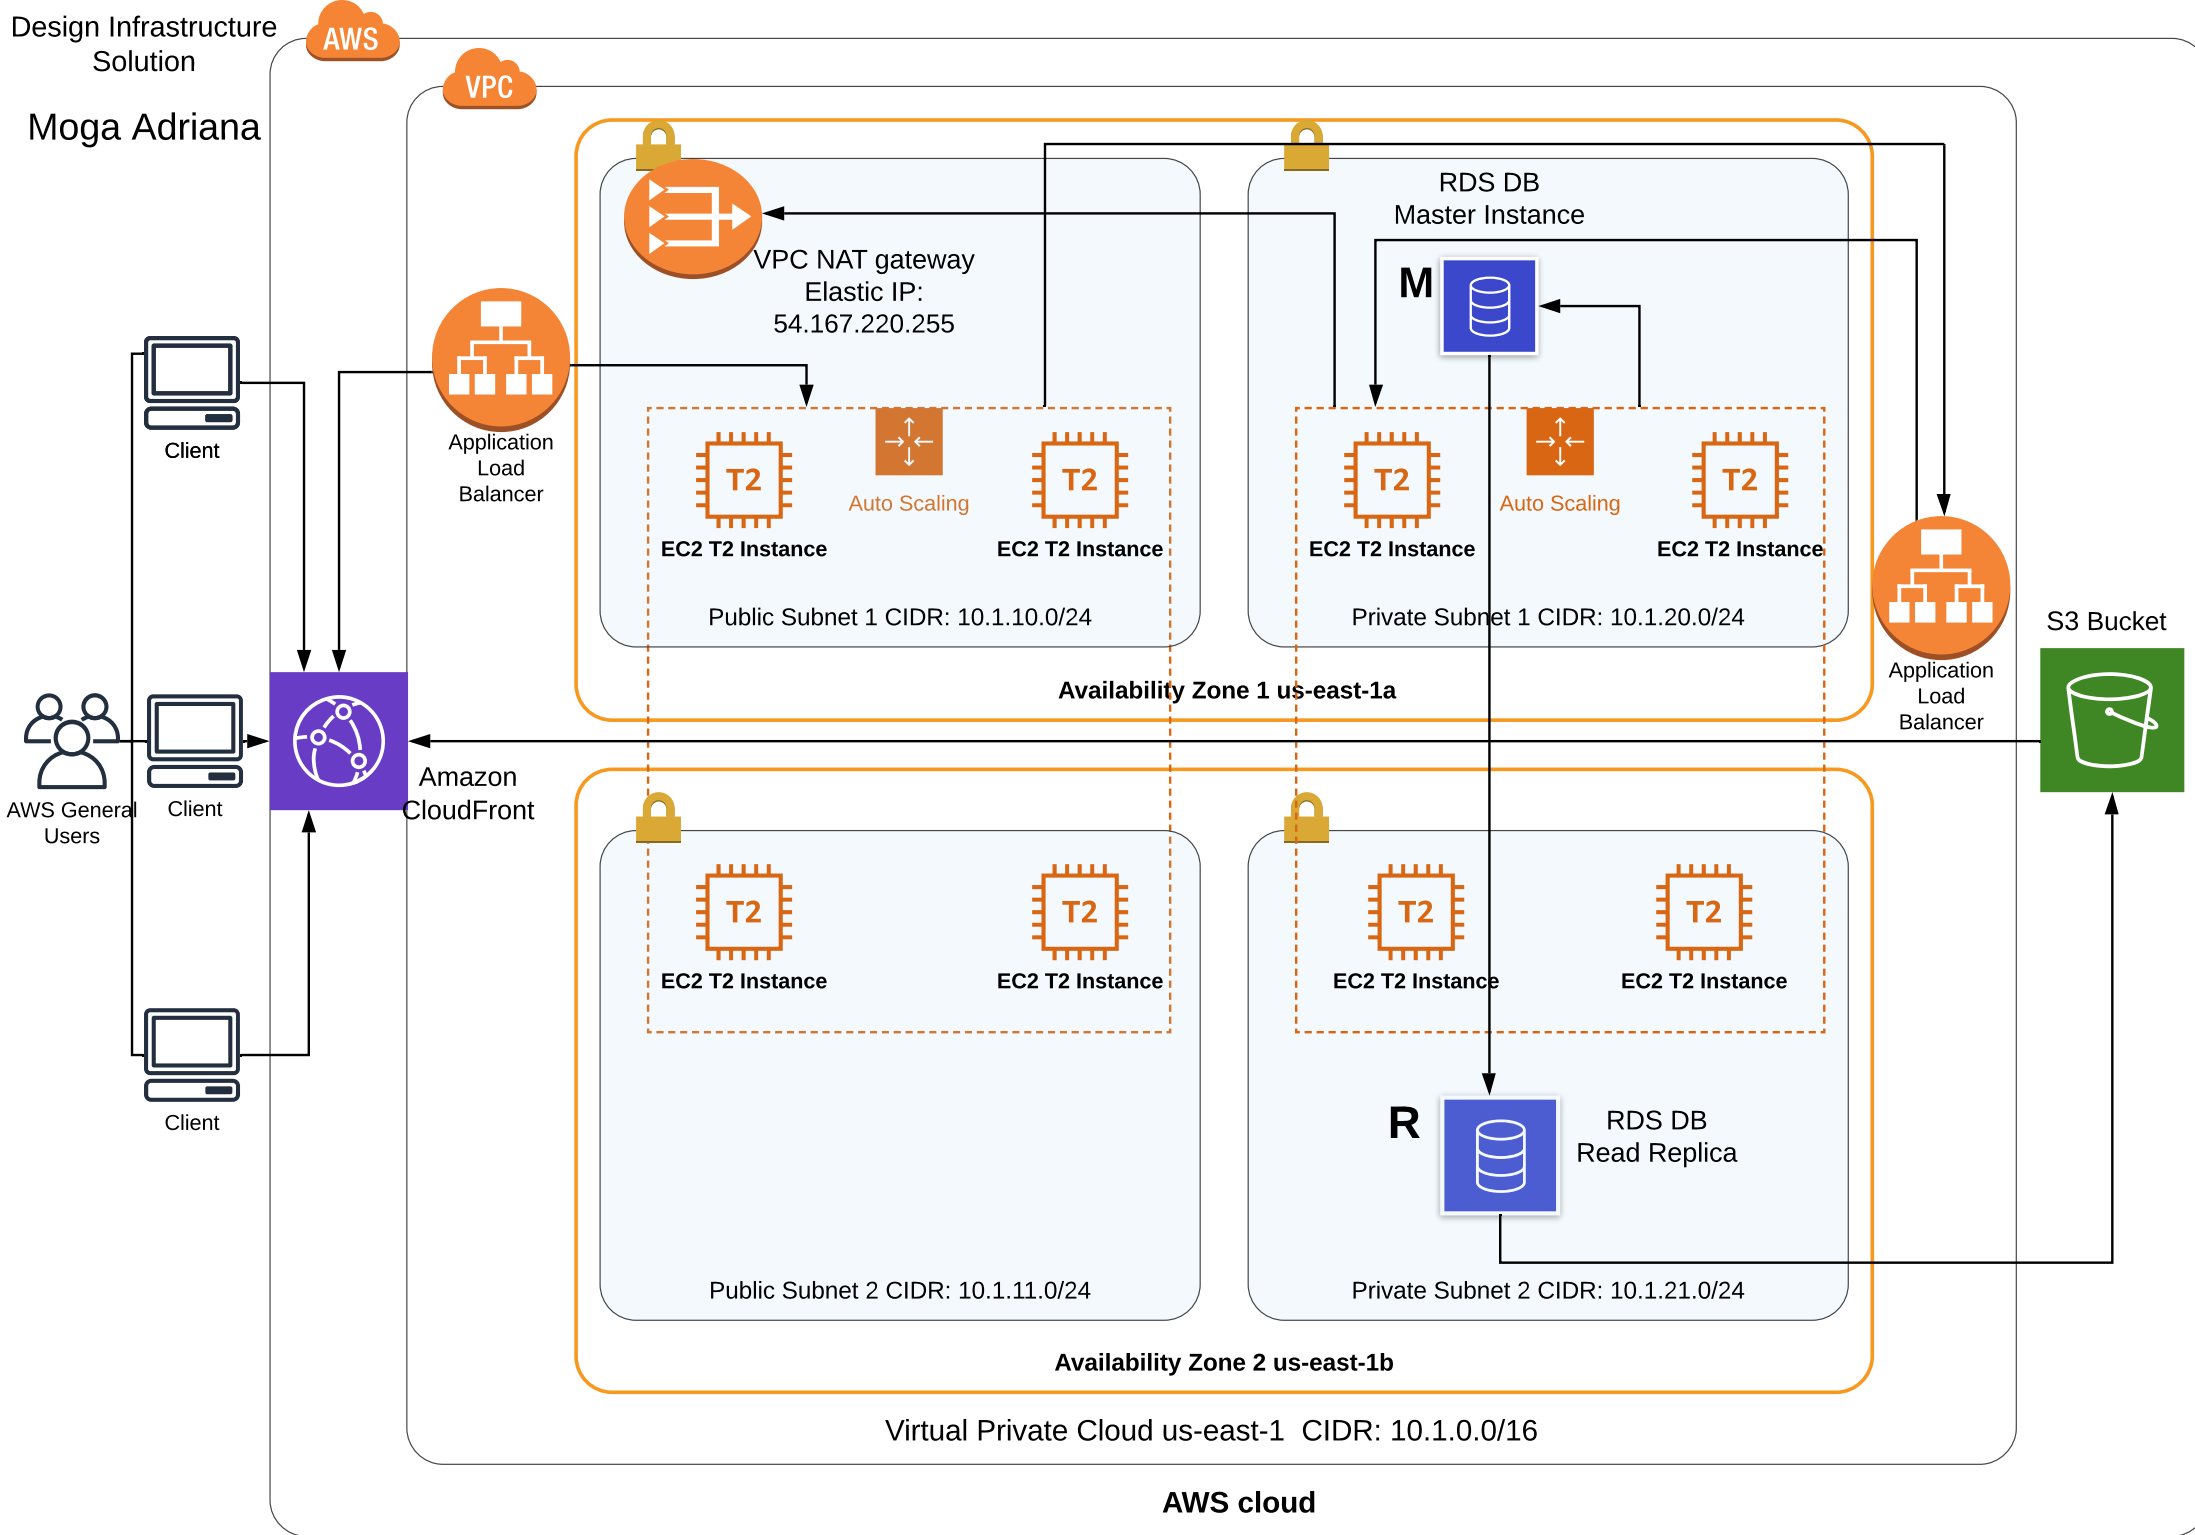 Design Infrastructure
Solution
Moga Adriana
AWS
VPC
RDS DB
Master Instance
VPC NAT gateway
Elastic IP:
54.167.220.255
M
Client
Application
Load
Balancer
T2
Auto Scaling
T2
T2
Auto Scaling
T2
EC2 T2 Instance
EC2 T2 Instance
EC2 T2 Instance
EC2 T2 Instance
Public Subnet 1 CIDR: 10.1.10.0/24
Private Subnet 1 CIDR: 10.1.20.0/24
S3 Bucket
Application
Load
Balancer
Availability Zone 1 us-east-1a
AWS General
Users
Client
Amazon
CloudFront
T2
T2
T2
T2
EC2 T2 Instance
EC2 T2 Instance
EC2 T2 Instance
EC2 T2 Instance
Client
R
RDS DB
Read Replica
Public Subnet 2 CIDR: 10.1.11.0/24
Private Subnet 2 CIDR: 10.1.21.0/24
Availability Zone 2 us-east-1b
Virtual Private Cloud us-east-1  CIDR: 10.1.0.0/16
AWS cloud